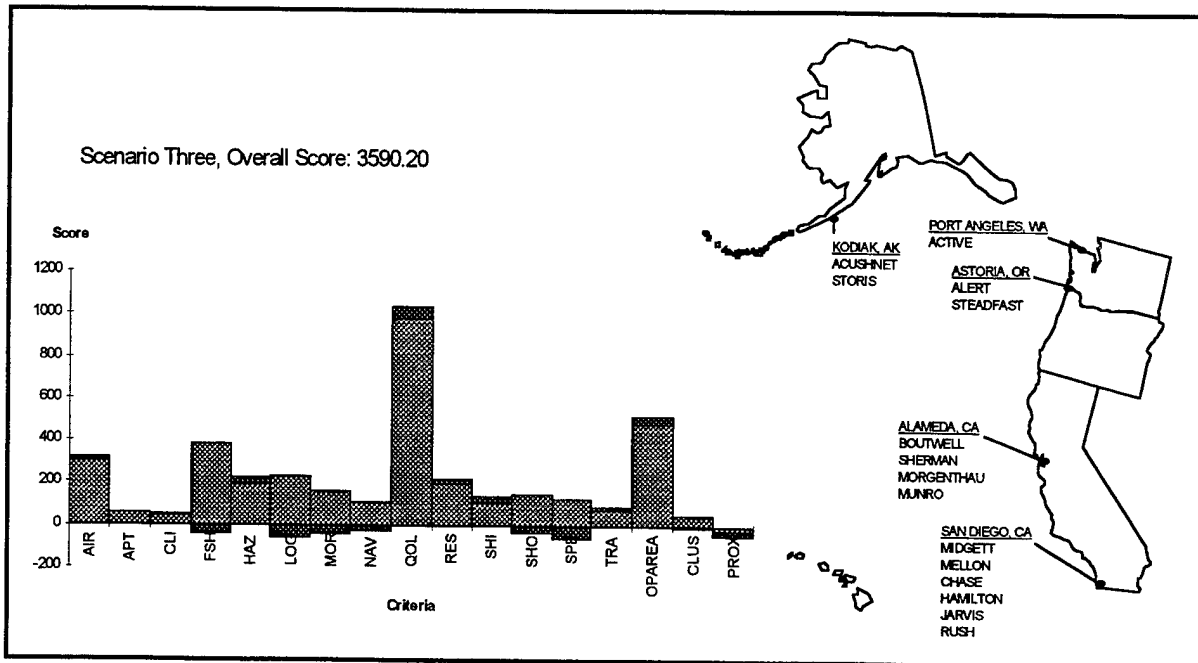 Scenario Three, Overall Score: 3590.20
Score
1200
1000
800
600
400
200
0
-200
AIR
APT
CLI
FSH
HAZ
LOG
MOR
NAV
QOL
RES
SHI
SHO
SPE
TRA
OPAREA
CLUS
PROX
Criteria
KODIAK, AK
ACUSHNET
STORIS
PORT ANGELES, WA
ACTIVE
ASTORIA, OR
ALERT
STEADFAST
ALAMEDA, CA
BOUTWELL
SHERMAN
MORGENTHAU
MUNRO
SAN DIEGO, CA
MIDGETT
MELLON
CHASE
HAMILTON
JARVIS
RUSH